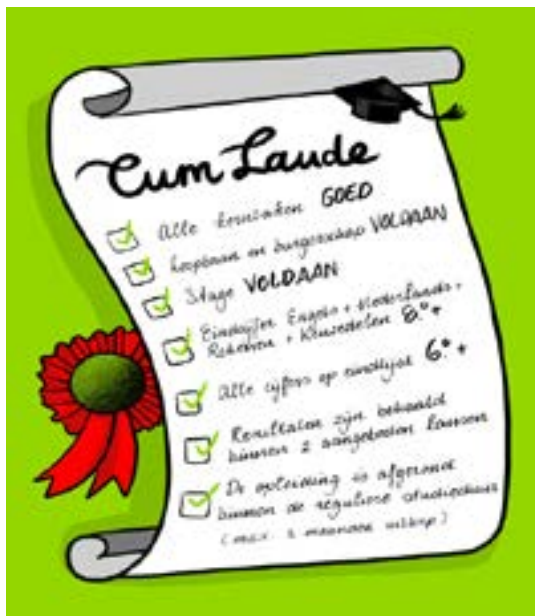 Cum Laude
Alle kerntaken GOED
Loopbaan en burgerschap VOLDAAN
Stage VOLDAAN
Eindcijfer Engels + Nederlands +
Rekenen + Keuzedelen 8.0+
Alle cijfers op eindlijst 6.0+
Resultaten zijn behaald
binnen 2 aangeboden kansen
De opleiding is afgerond
binnen de reguliere studieduur
(max. maanden uitloop)